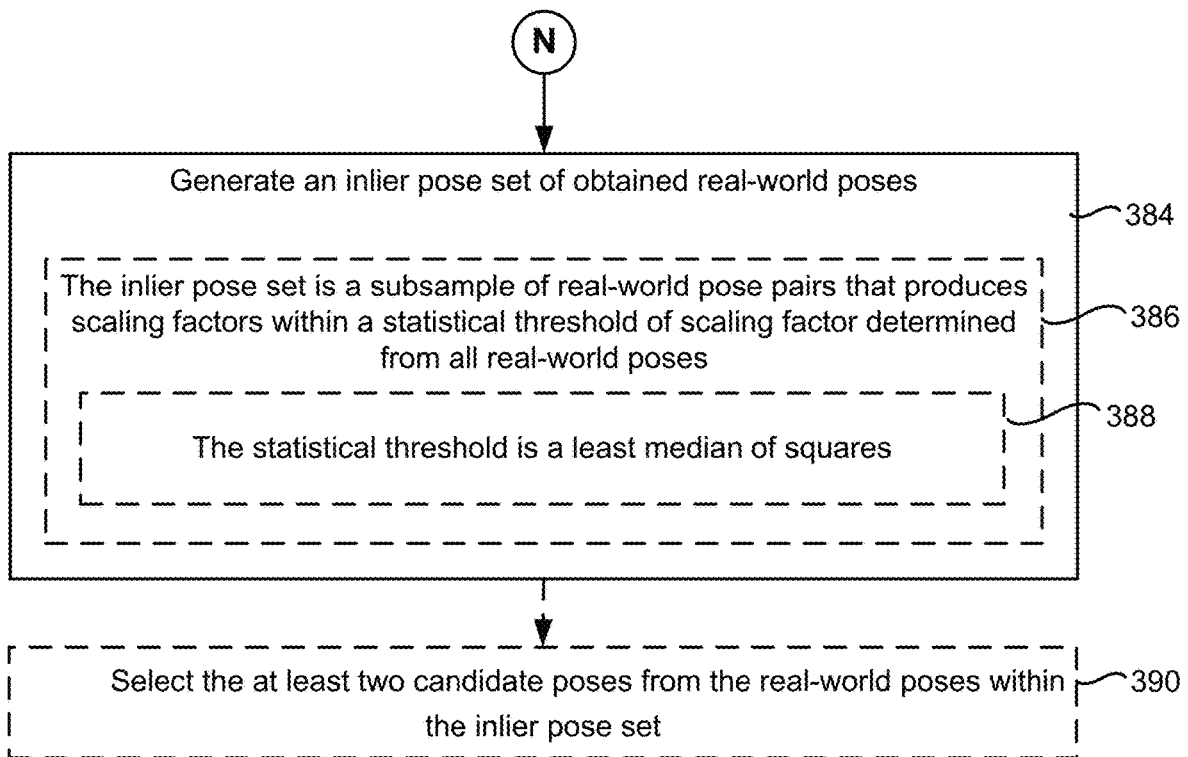 N
Generate an inlier pose set of obtained real-world poses
384
The inlier pose set is a subsample of real-world pose pairs that produces
scaling factors within a statistical threshold of scaling factor determined
from all real-world poses
386
388
The statistical threshold is a least median of squares
Select the at least two candidate poses from the real-world poses within
the inlier pose set
390